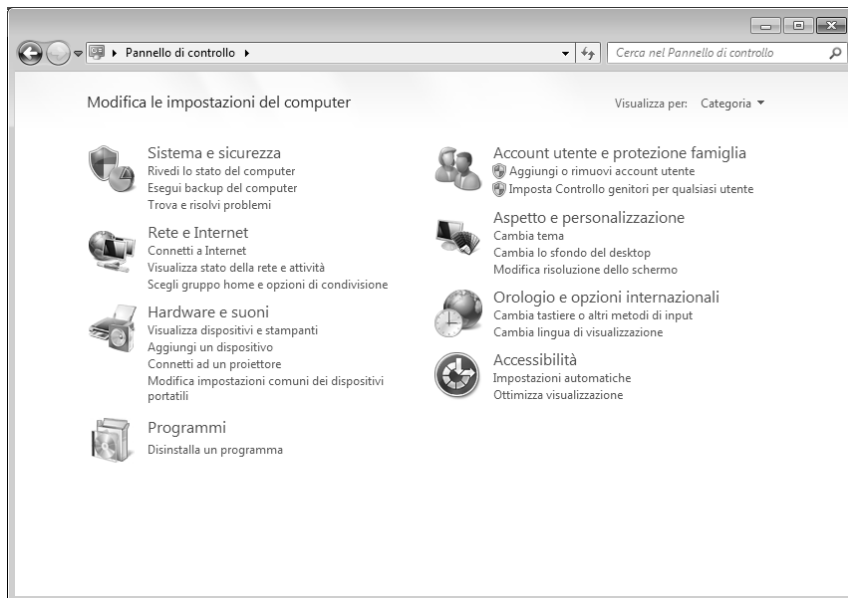 Pannello di controllo
Cerca nel Pannello di controllo
Modifica le impostazioni del computer
Visualizza per: Categoria
Sistema e sicurezza
Rivedi lo stato del computer
Esegui backup del computer
Trova e risolvi problemi
Rete e Internet
Connetti a Internet
Visualizza stato della rete e attività
Scegli gruppo home e opzioni di condivisione
Hardware e suoni
Visualizza dispositivi e stampanti
Aggiungi un dispositivo
Connetti ad un proiettore
Modifica impostazioni comuni dei dispositivi
portatili
Programmi
Disinstalla un programma
Account utente e protezione famiglia
Aggiungi o rimuovi account utente
Imposta Controllo genitori per qualsiasi utente
Aspetto e personalizzazione
Cambia tema
Cambia lo sfondo del desktop
Modifica risoluzione dello schermo
Orologio e opzioni internazionali
Cambia tastiere o altri metodi di input
Cambia lingua di visualizzazione
Accessibilità
Impostazioni automatiche
Ottimizza visualizzazione